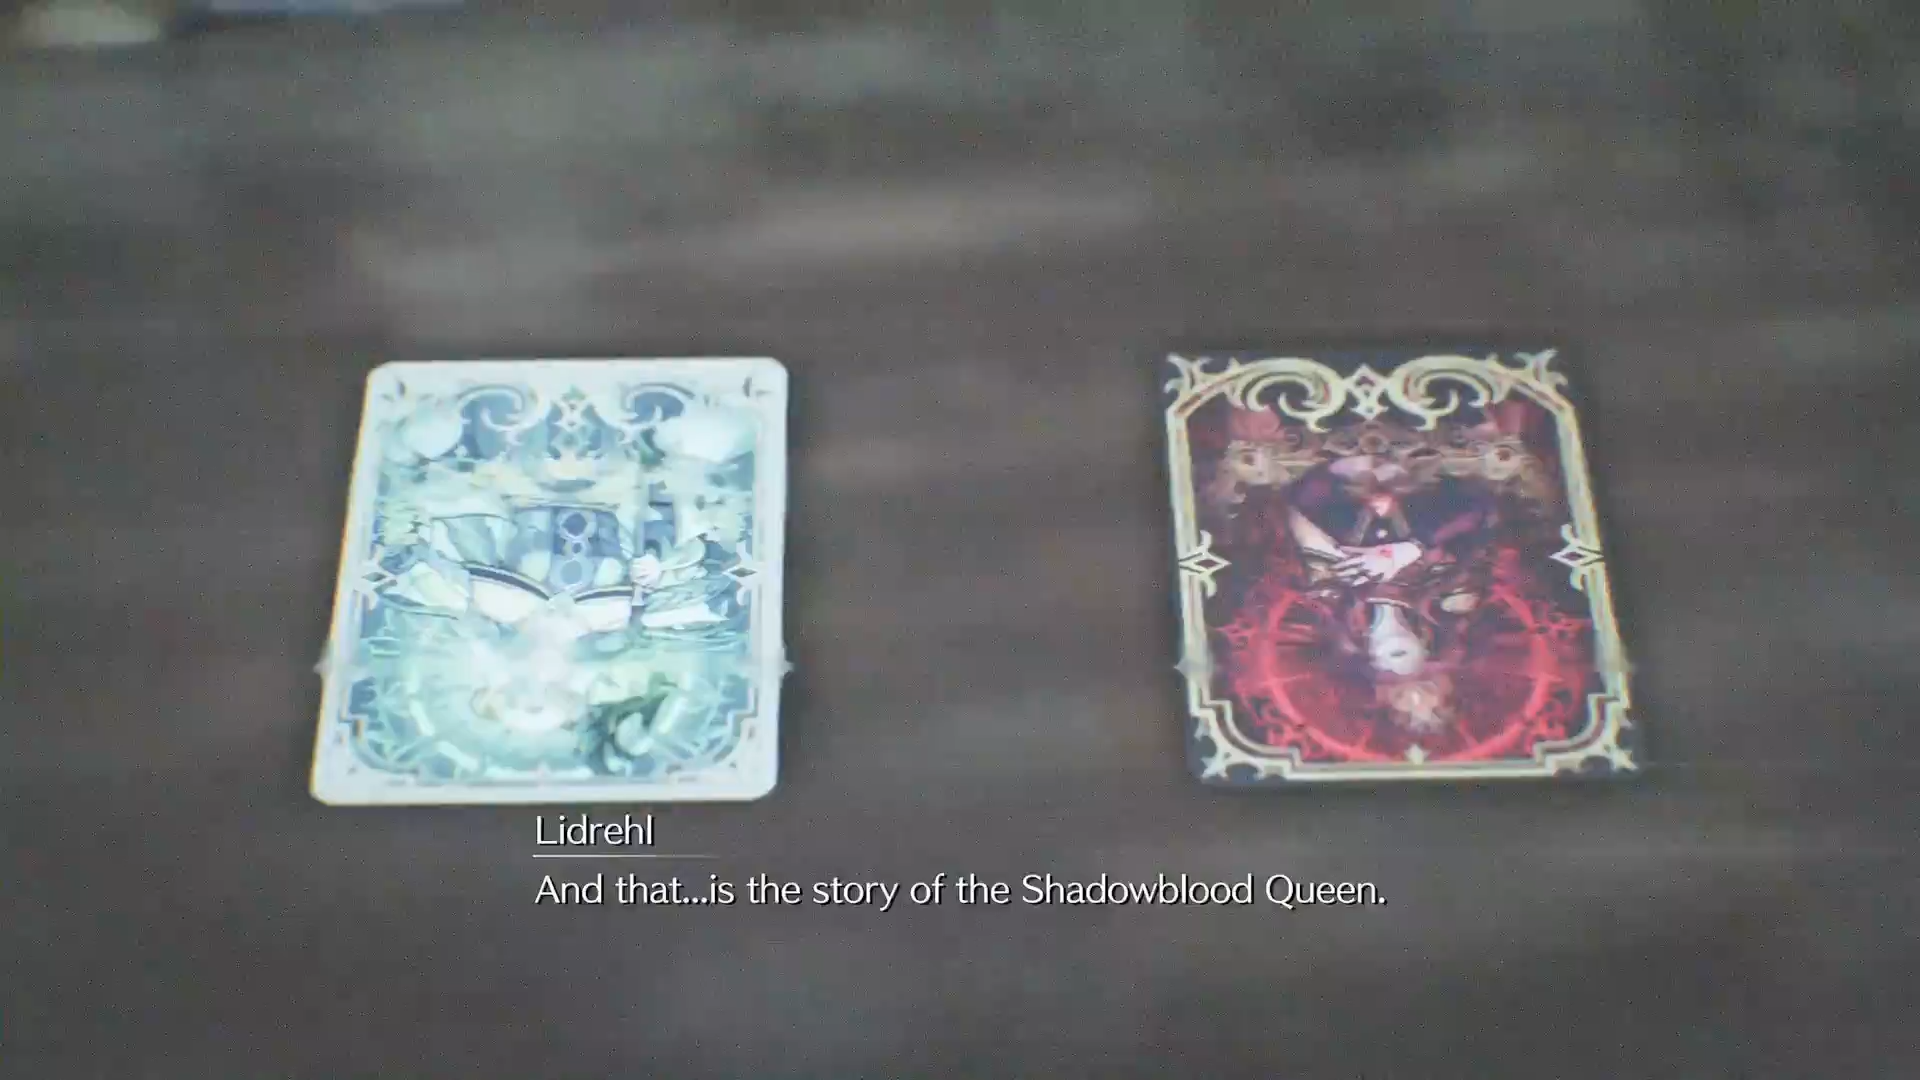 Lidrehl
And that...is the story of the Shadowblood Queen.